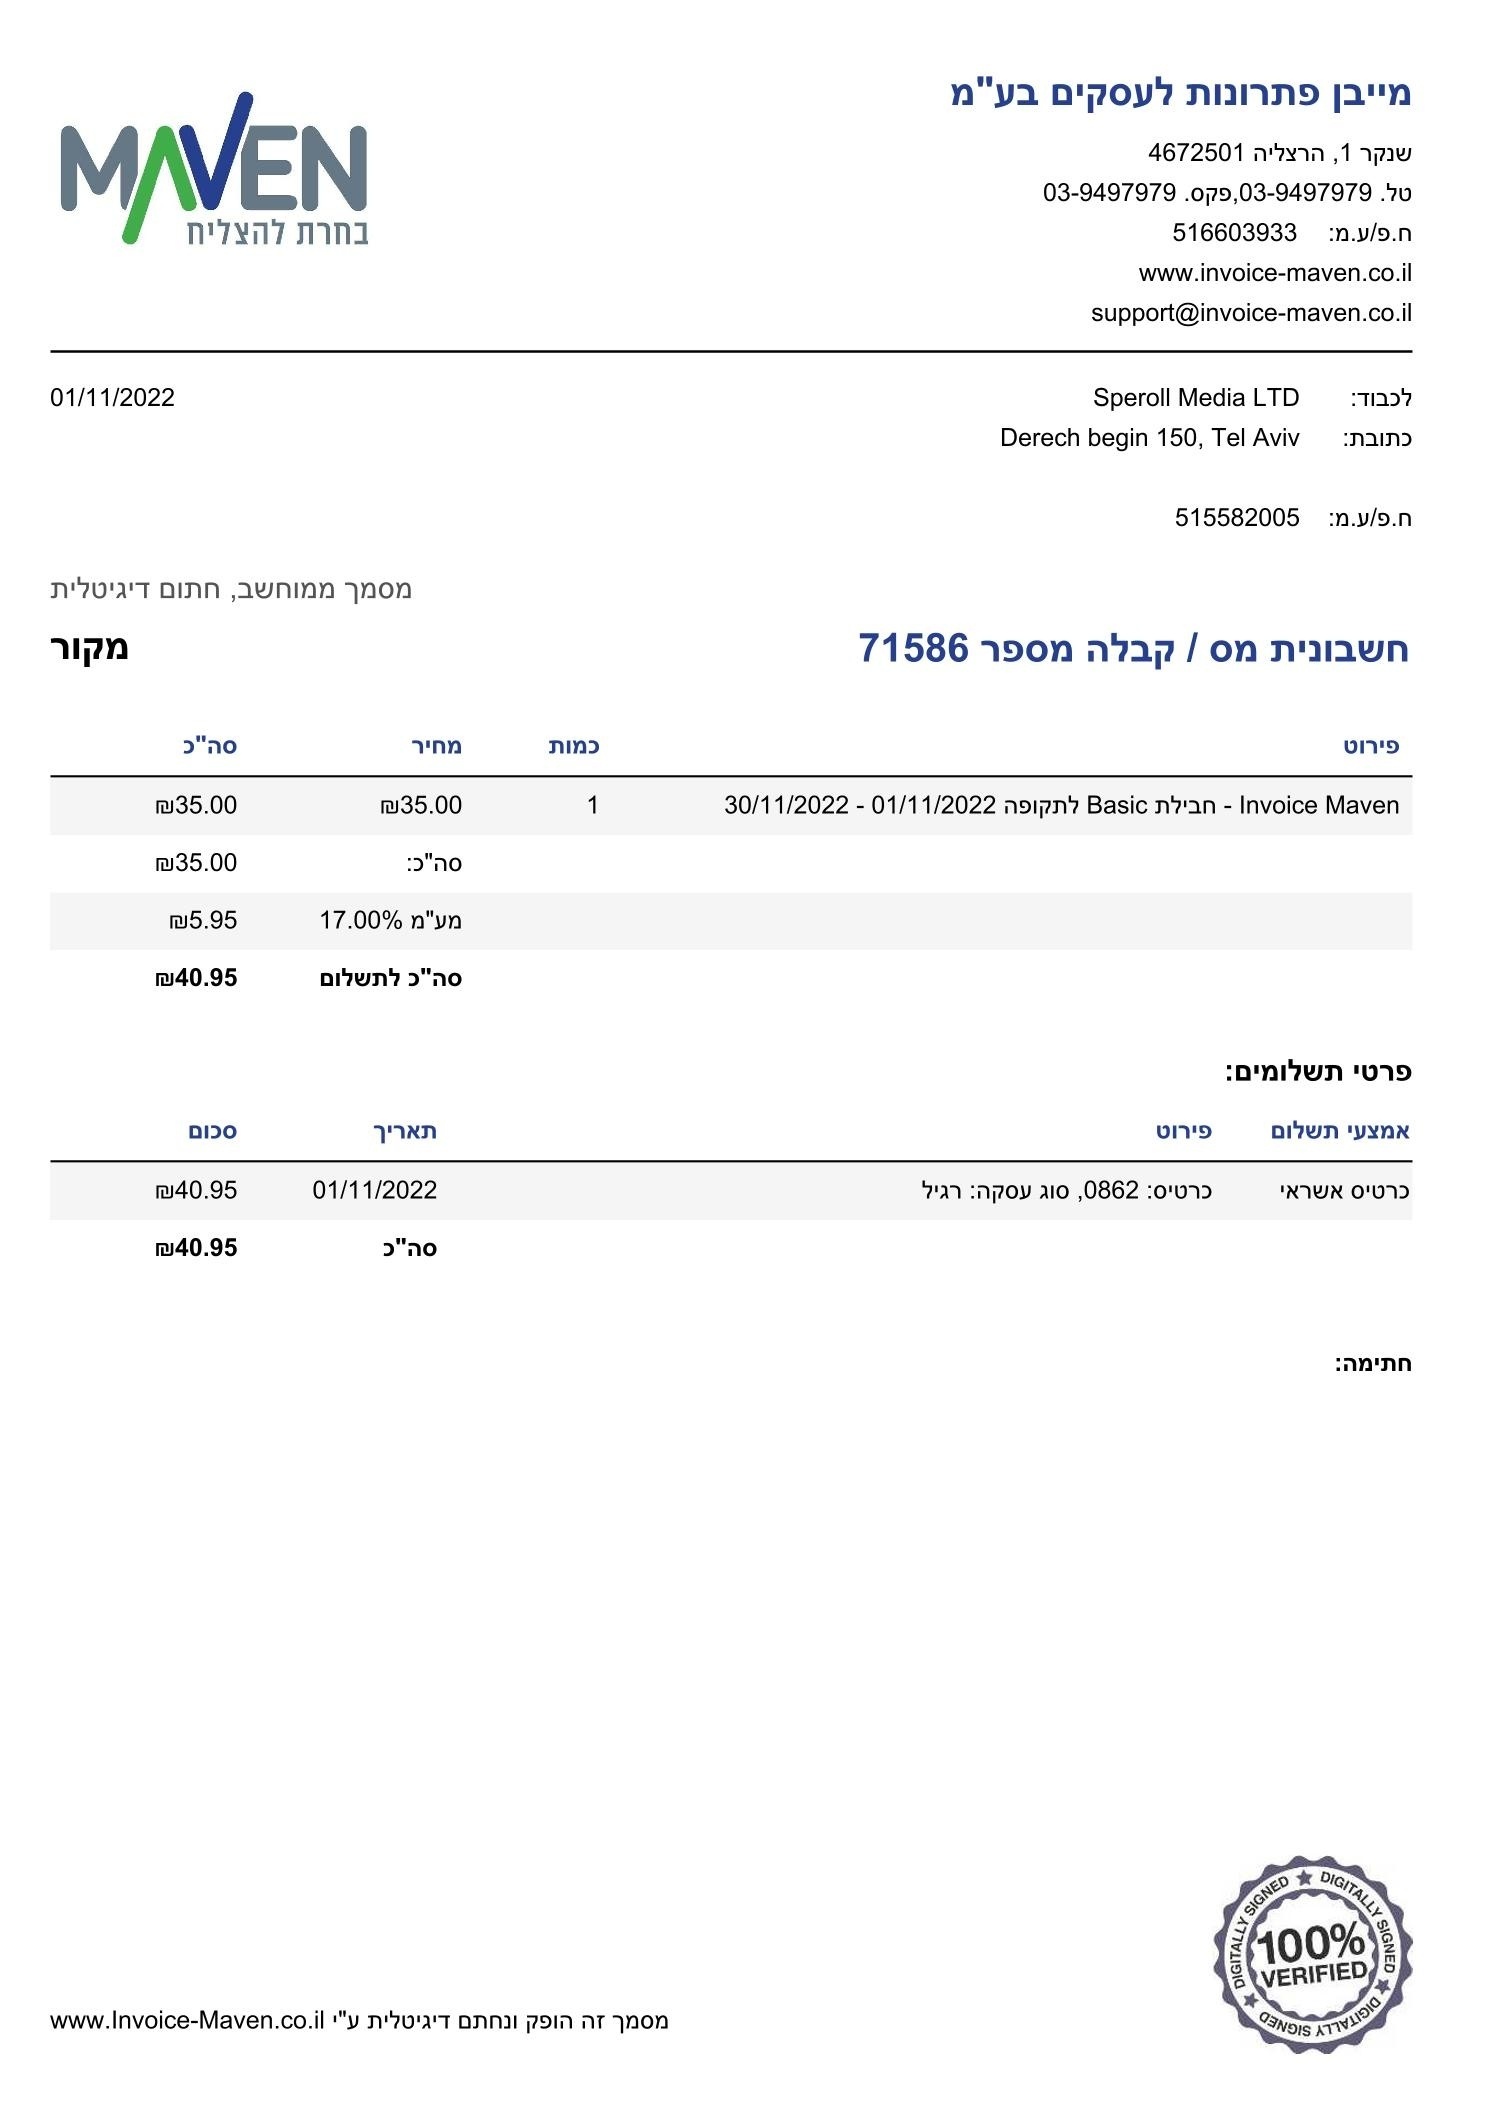 מייבן פתרונות לעסקים בע"מ
MAVEN
בחרת להצליח
שנקר 1, הרצליה 4672501
טל. 03-9497979,פקס. 03-9497979
ח.פ/ע.מ: 516603933
www.invoice-maven.co.il
support@invoice-maven.co.il
לכבוד: Speroll Media LTD 01/11/2022
כתובת: Derech begin 150, Tel Aviv
ח.פ/ע.מ: 515582005
מסמך ממוחשב, חתום דיגיטלית
חשבונית מס / קבלה מספר 71586 מקור
פירוט כמות מחיר סה"כ
Invoice Maven - חבילת Basic לתקופה 01/11/2022 - 30/11/2022 1 ₪35.00 ₪35.00
סה"כ: ₪35.00
מע"מ 17.00% ₪5.95
סה"כ לתשלום ₪40.95
פרטי תשלומים:
אמצעי תשלום פירוט תאריך סכום
כרטיס אשראי כרטיס: 0862, סוג עסקה: רגיל 01/11/2022 ₪40.95
סה"כ ₪40.95
חתימה:
DIGITALLY SIGNED ★ DIGITALLY SIGNED ★ DIGITALLY SIGNED ★
100%
VERIFIED
מסמך זה הופק ונחתם דיגיטלית ע"י www.Invoice-Maven.co.il